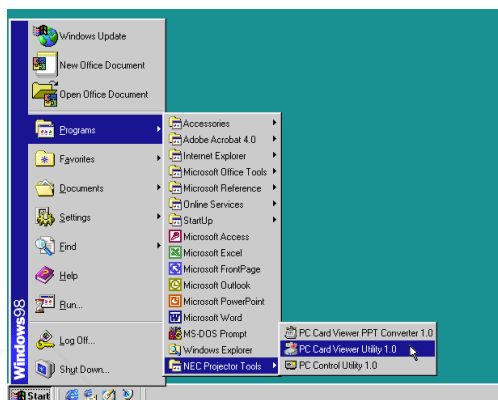 Windows Update
New Office Document
Open Office Document
Programs
Favorites
Documents
Settings
Find
Help
Run...
Log Off...
Shut Down...
Windows98
Accessories
Adobe Acrobat 4.0
Internet Explorer
Microsoft Office Tools
Microsoft Reference
Online Services
StartUp
Microsoft Access
Microsoft Excel
Microsoft FrontPage
Microsoft Outlook
Microsoft PowerPoint
Microsoft Word
MS-DOS Prompt
Windows Explorer
NEC Projector Tools
PC Card Viewer PPT Converter 1.0
PC Card Viewer Utility 1.0
PC Control Utility 1.0
Start